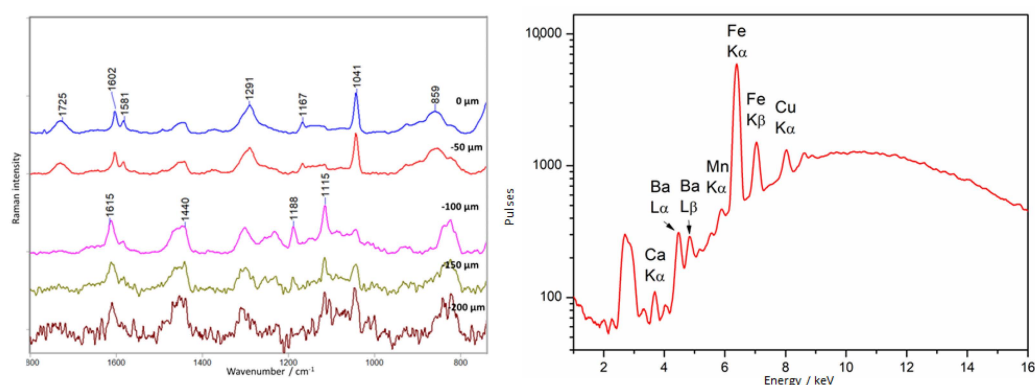 1725
1602
1581
1291
1167
1041
859
0 µm
-50 µm
1615
1440
1188
1115
-100 µm
-150 µm
-200 µm
Raman intensity
1600
1400
1200
1000
800
Wavenumber / cm-1
10,000
1000
100
Pulses
Fe
Kα
Fe
Kβ
Cu
Kα
Mn
Kα
Ba
Lα
Ba
Lβ
Ca
Kα
2 4 6 8 10 12 14 16
Energy / keV